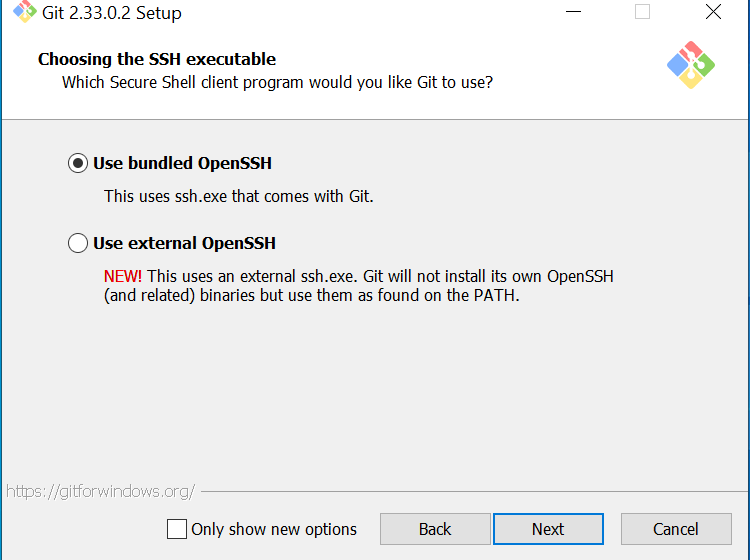 Git 2.33.0.2 Setup
Choosing the SSH executable
Which Secure Shell client program would you like Git to use?
Use bundled OpenSSH
This uses ssh.exe that comes with Git.
Use external OpenSSH
NEW! This uses an external ssh.exe. Git will not install its own OpenSSH
(and related) binaries but use them as found on the PATH.
https://gitforwindows.org/
Only show new options
Back
Next
Cancel